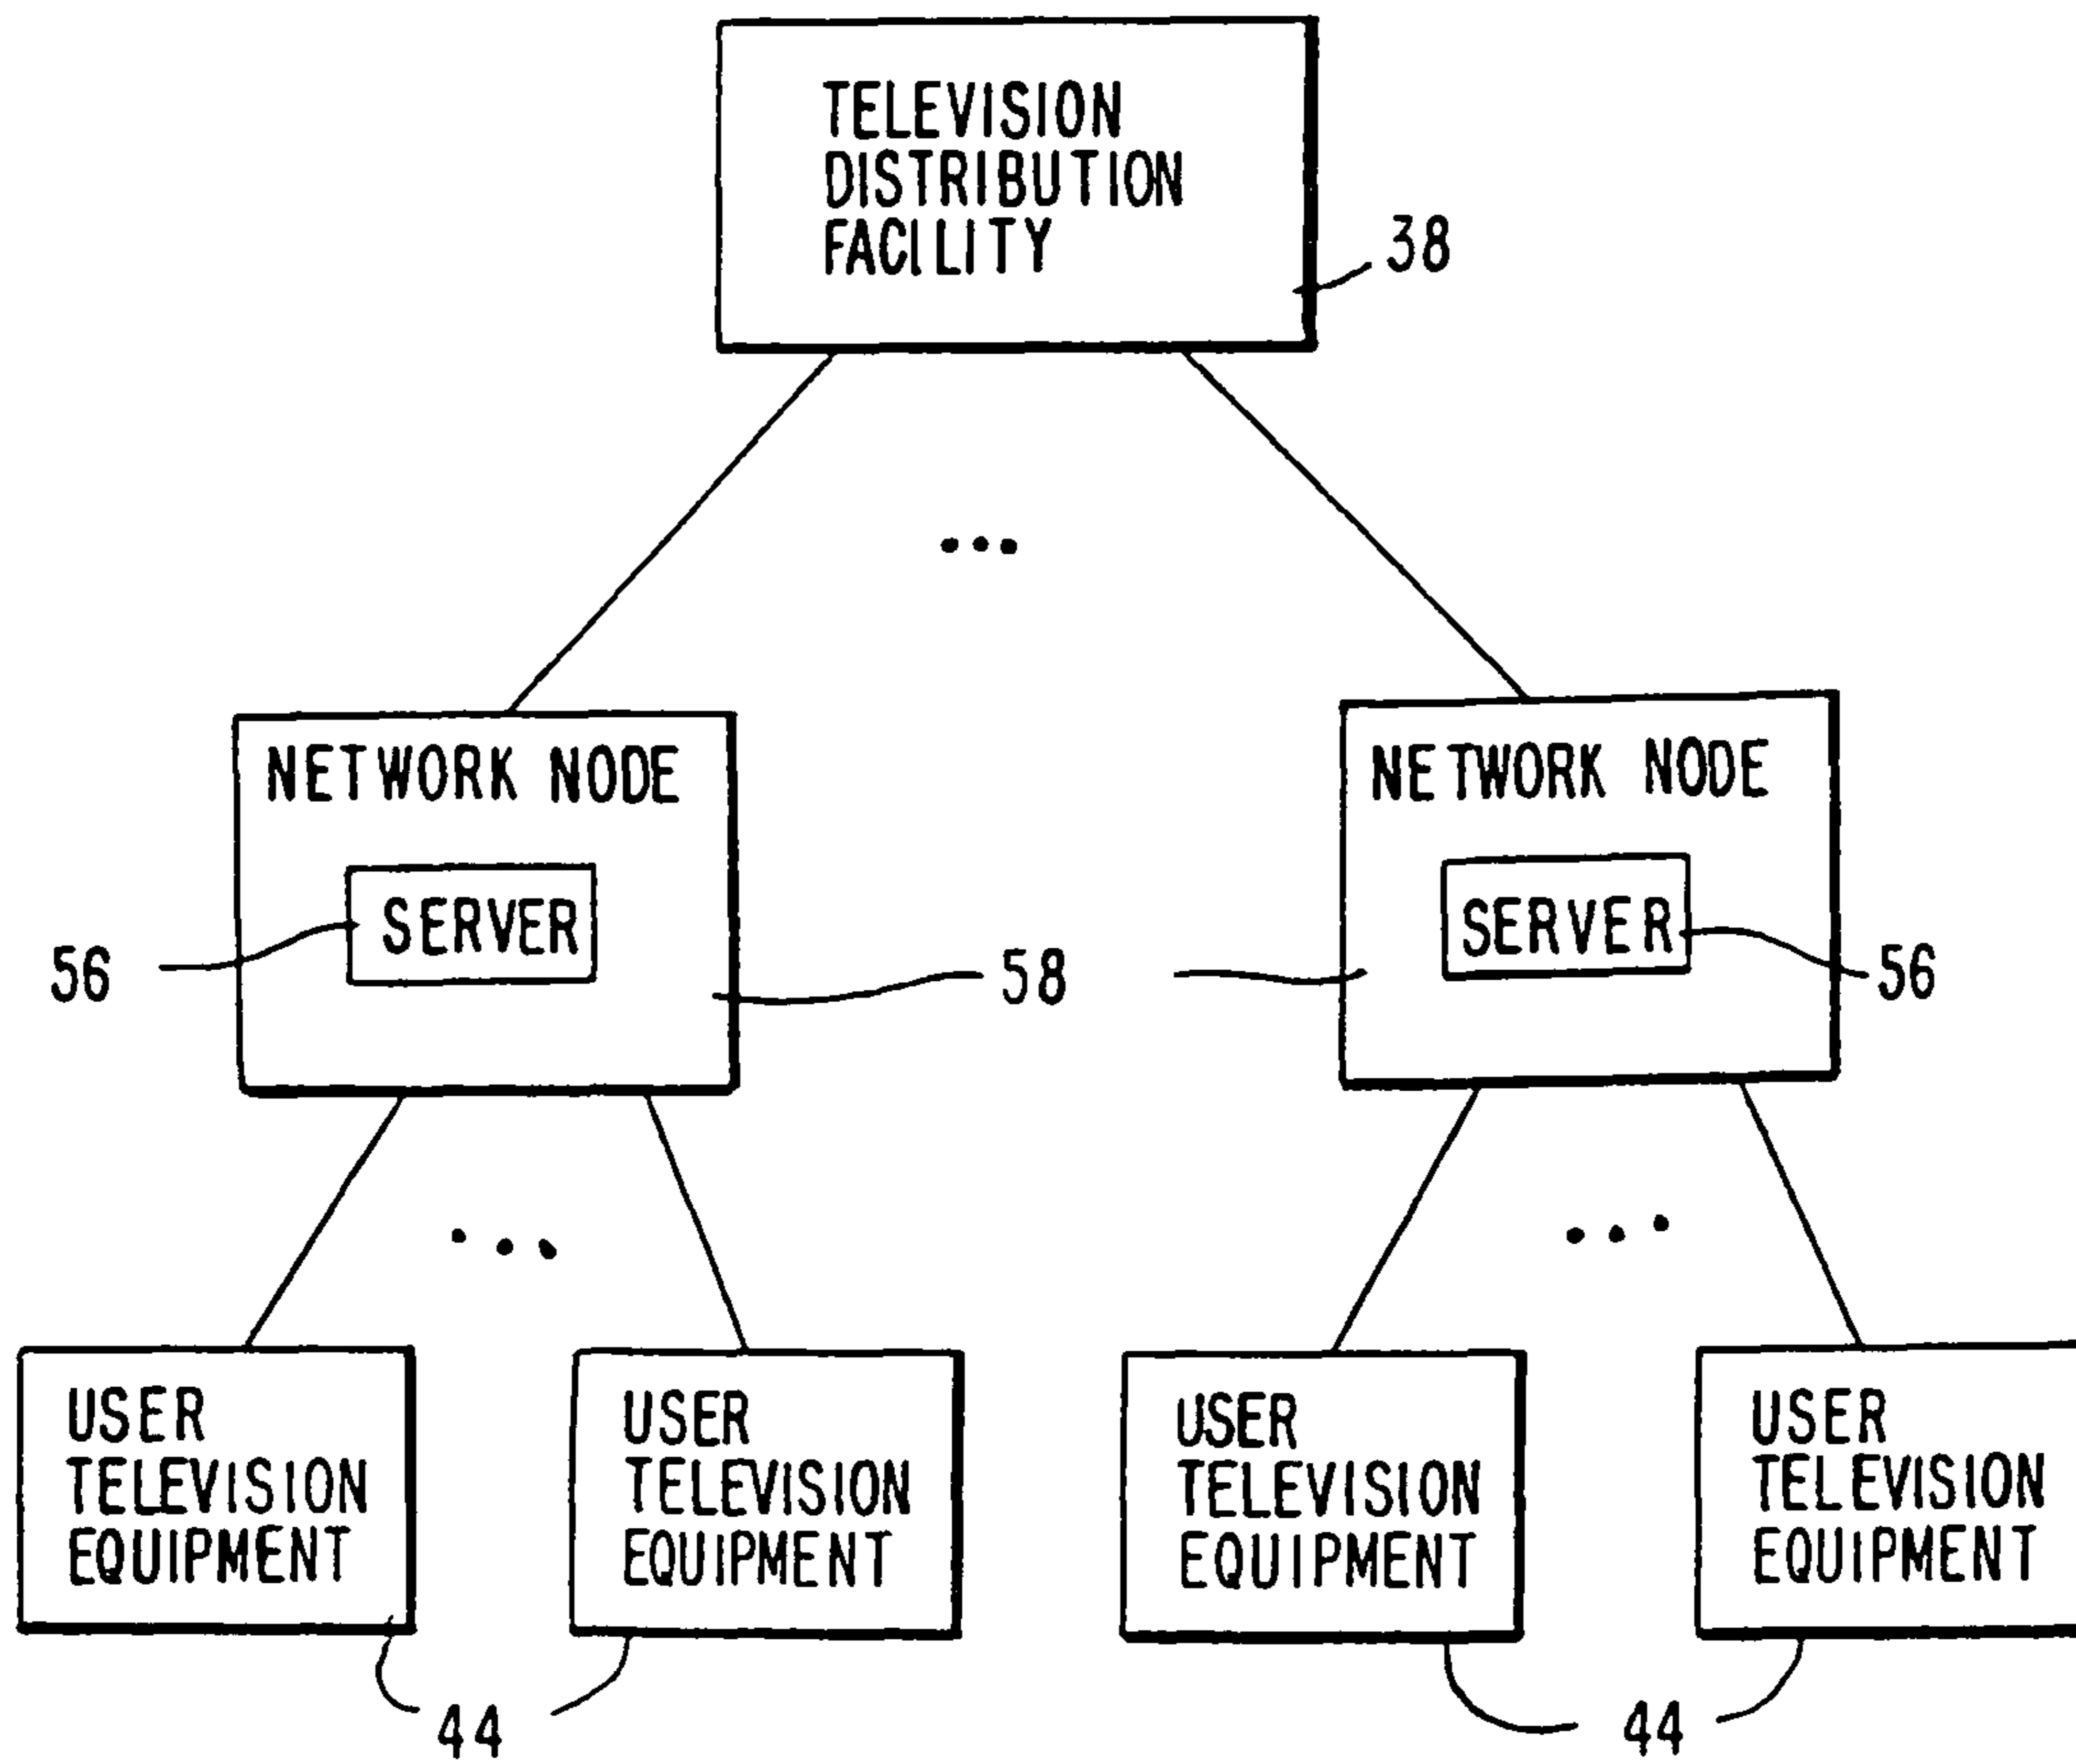 TELEVISION
DISTRIBUTION
FACILITY
38
NETWORK NODE
NETWORK NODE
SERVER
SERVER
56
58
56
USER
TELEVISION
EQUIPMENT
USER
TELEVISION
EQUIPMENT
USER
TELEVISION
EQUIPMENT
USER
TELEVISION
EQUIPMENT
44
44